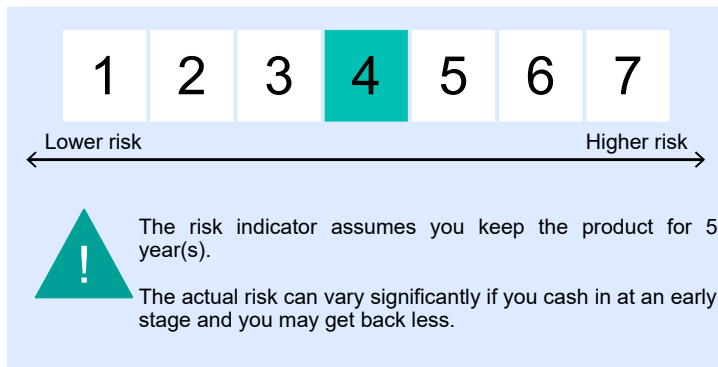 1 2 3 4 5 6 7
Lower risk Higher risk
The risk indicator assumes you keep the product for 5
year(s).
!
The actual risk can vary significantly if you cash in at an early
stage and you may get back less.